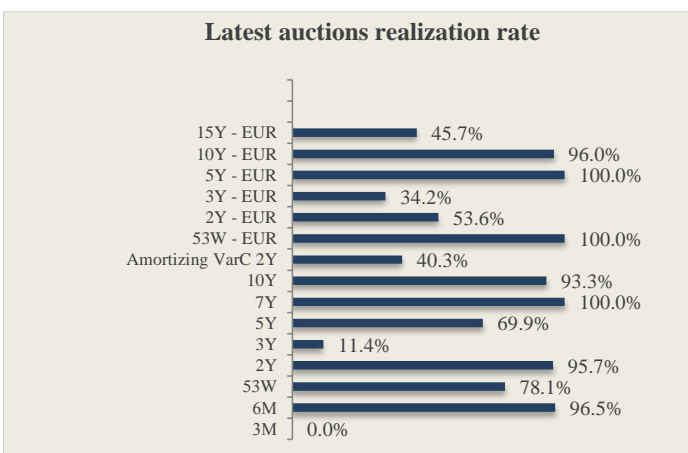 Latest auctions realization rate
15Y - EUR 45.7%
10Y - EUR 96.0%
5Y - EUR 100.0%
3Y - EUR 34.2%
2Y - EUR 53.6%
53W - EUR 100.0%
Amortizing VarC 2Y 40.3%
10Y 93.3%
7Y 100.0%
5Y 69.9%
3Y 11.4%
2Y 95.7%
53W 78.1%
6M 96.5%
3M 0.0%